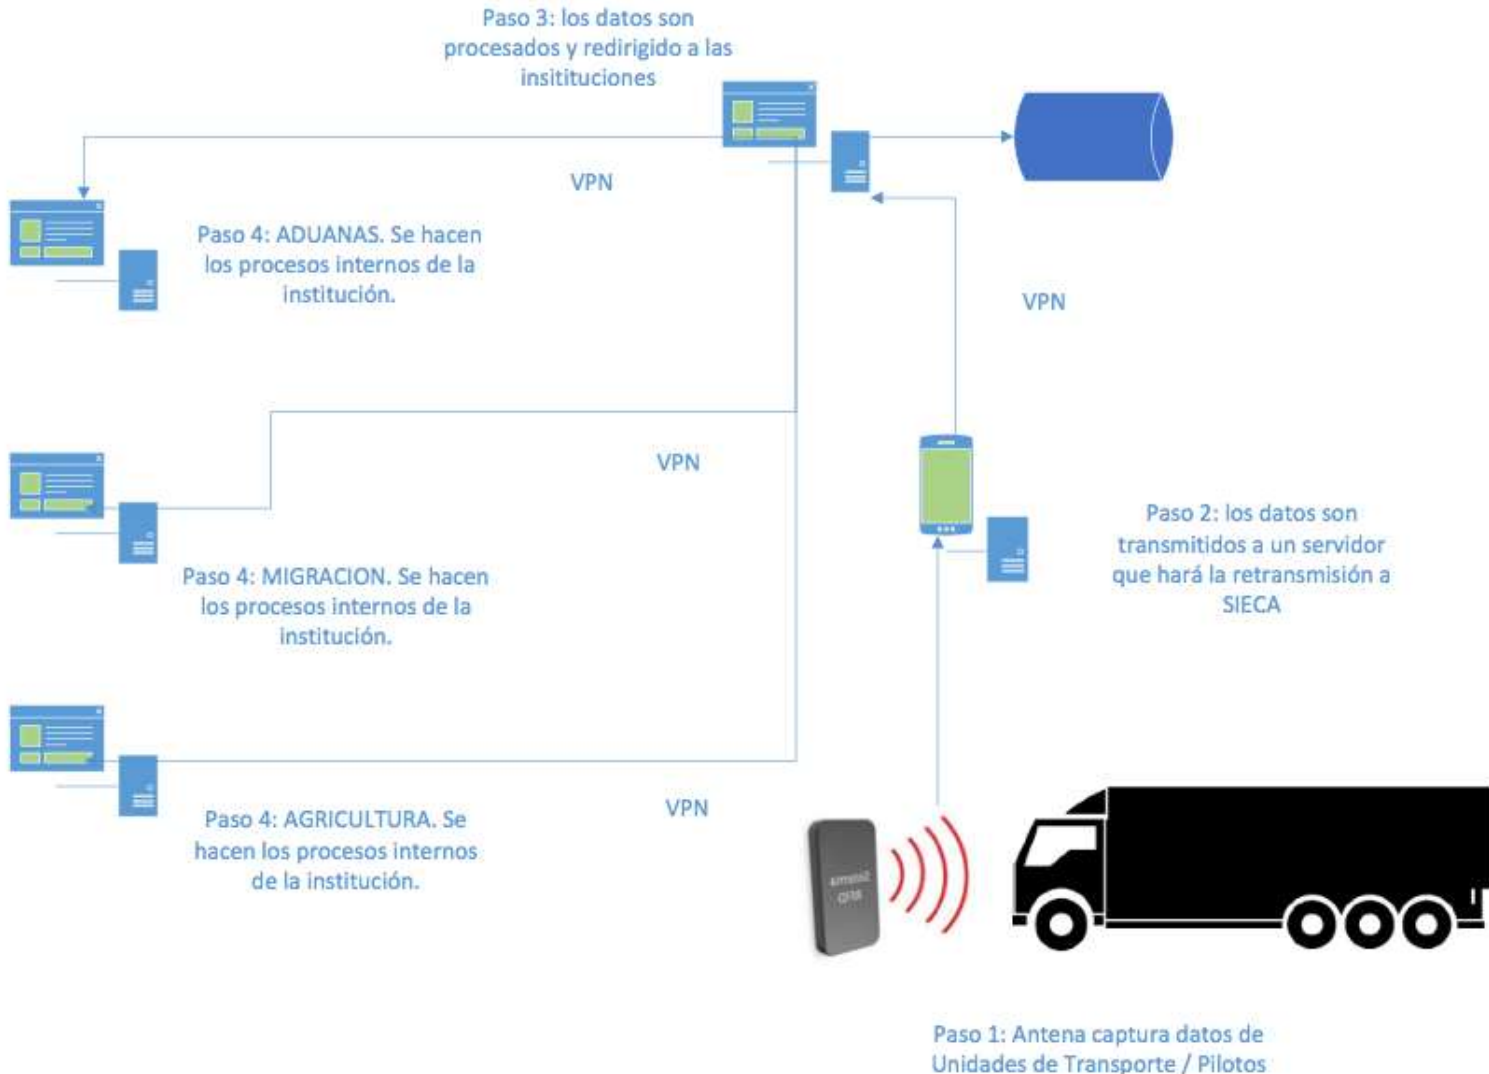 Paso 3: los datos son
procesados y redirigido a las
insitituciones
VPN
Paso 4: ADUANAS. Se hacen
los procesos internos de la
institución.
VPN
VPN
Paso 2: los datos son
transmitidos a un servidor
que hará la retransmisión a
SIECA
Paso 4: MIGRACION. Se hacen
los procesos internos de la
institución.
VPN
Paso 4: AGRICULTURA. Se
hacen los procesos internos
de la institución.
Paso 1: Antena captura datos de
Unidades de Transporte / Pilotos